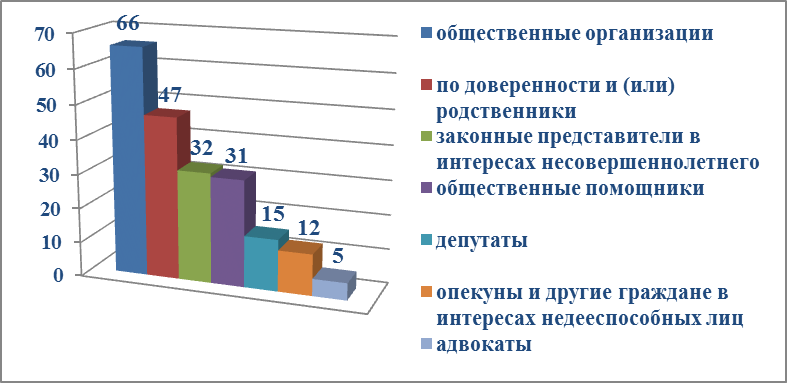 70
60
50
40
30
20
10
0
66
47
32
31
15
12
5
общественные организации
по доверенности и (или)
родственники
законные представители в
интересах несовершеннолетнего
общественные помощники
депутаты
опекуны и другие граждане в
интересах недееспособных лиц
адвокаты